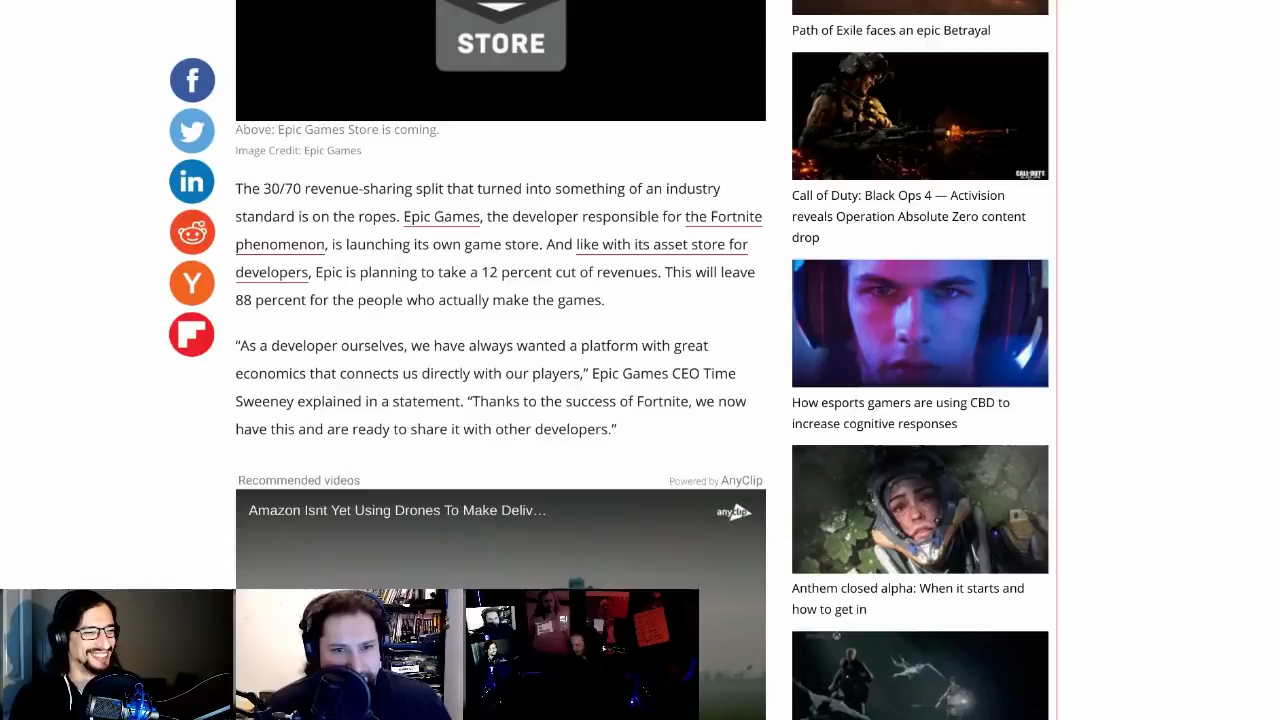 STORE
Above: Epic Games Store is coming.
Image Credit: Epic Games
The 30/70 revenue-sharing split that turned into something of an industry
standard is on the ropes. Epic Games, the developer responsible for the Fortnite
phenomenon, is launching its own game store. And like with its asset store for
developers, Epic is planning to take a 12 percent cut of revenues. This will leave
88 percent for the people who actually make the games.
“As a developer ourselves, we have always wanted a platform with great
economics that connects us directly with our players,” Epic Games CEO Time
Sweeney explained in a statement. “Thanks to the success of Fortnite, we now
have this and are ready to share it with other developers.”
Recommended videos
Powered by AnyClip
Amazon Isnt Yet Using Drones To Make Deliv…
anyclip
Path of Exile faces an epic Betrayal
CALL OF DUTY
Call of Duty: Black Ops 4 — Activision
reveals Operation Absolute Zero content
drop
How esports gamers are using CBD to
increase cognitive responses
Anthem closed alpha: When it starts and
how to get in